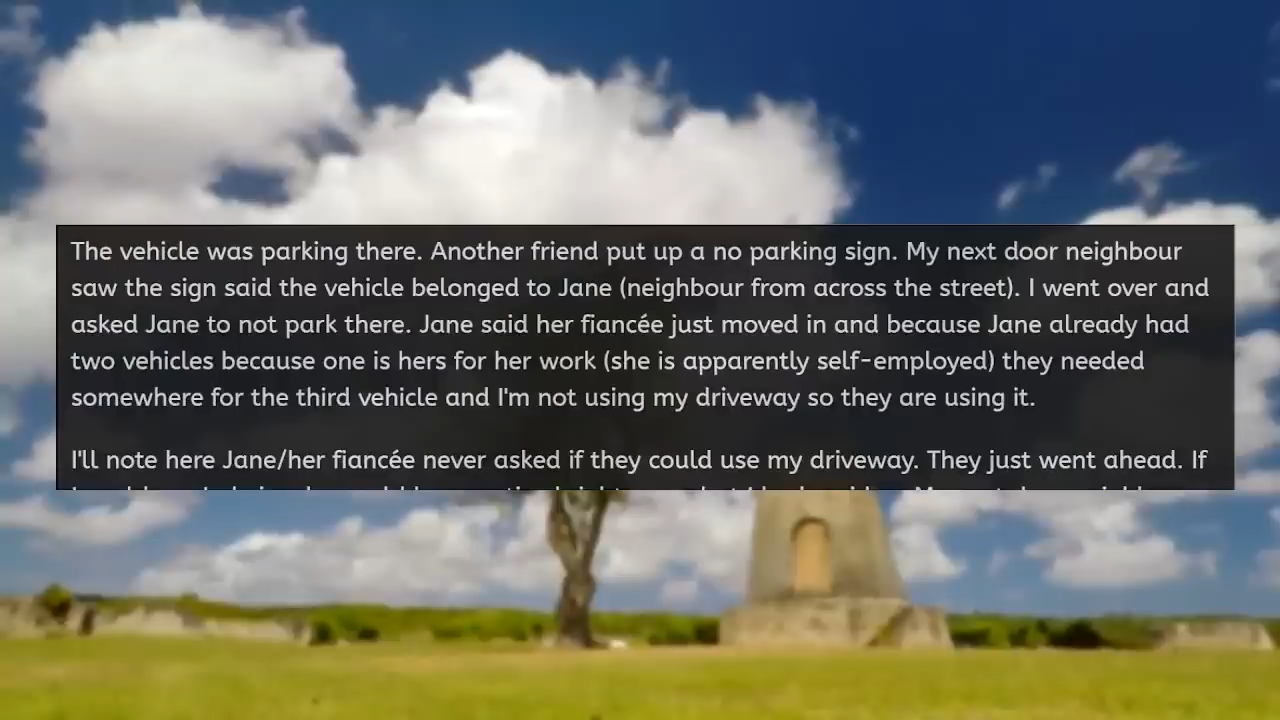 The vehicle was parking there. Another friend put up a no parking sign. My next door neighbour
saw the sign said the vehicle belonged to Jane (neighbour from across the street). I went over and
asked Jane to not park there. Jane said her fiancée just moved in and because Jane already had
two vehicles because one is hers for her work (she is apparently self-employed) they needed
somewhere for the third vehicle and I'm not using my driveway so they are using it.
I'll note here Jane/her fiancée never asked if they could use my driveway. They just went ahead. If